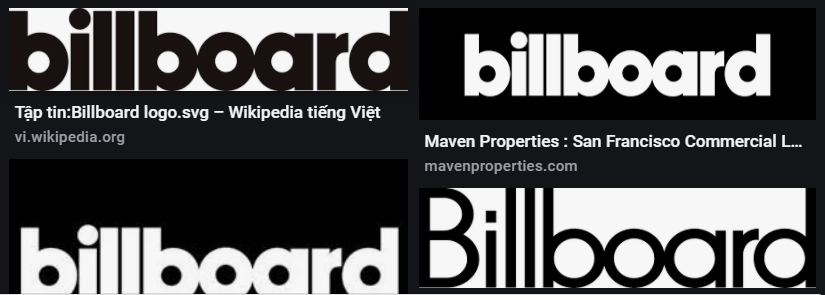 billboard
Tập tin:Billboard logo.svg – Wikipedia tiếng Việt
vi.wikipedia.org
billboard
billboard
Maven Properties : San Francisco Commercial L...
mavenproperties.com
Billboard